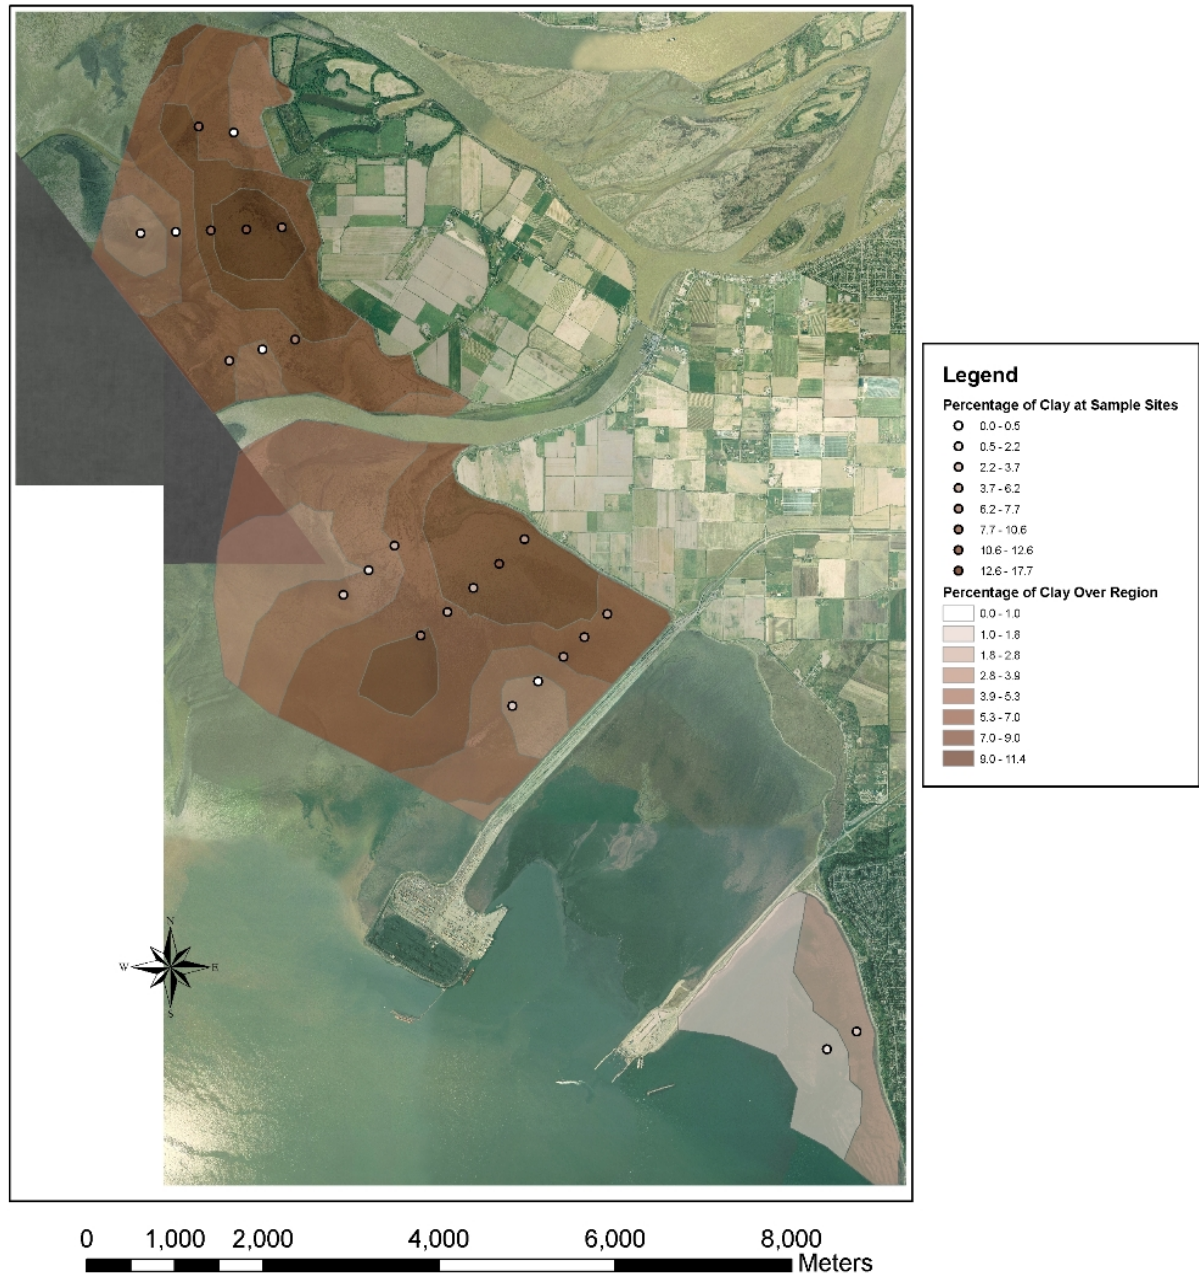 N
W
E
S
Legend
Percentage of Clay at Sample Sites
0.0 - 0.5
0.5 - 2.2
2.2 - 3.7
3.7 - 6.2
6.2 - 7.7
7.7 - 10.6
10.6 - 12.6
12.6 - 17.7
Percentage of Clay Over Region
0.0 - 1.0
1.0 - 1.8
1.8 - 2.8
2.8 - 3.9
3.9 - 5.3
5.3 - 7.0
7.0 - 9.0
9.0 - 11.4
0 1,000 2,000 4,000 6,000 8,000
Meters